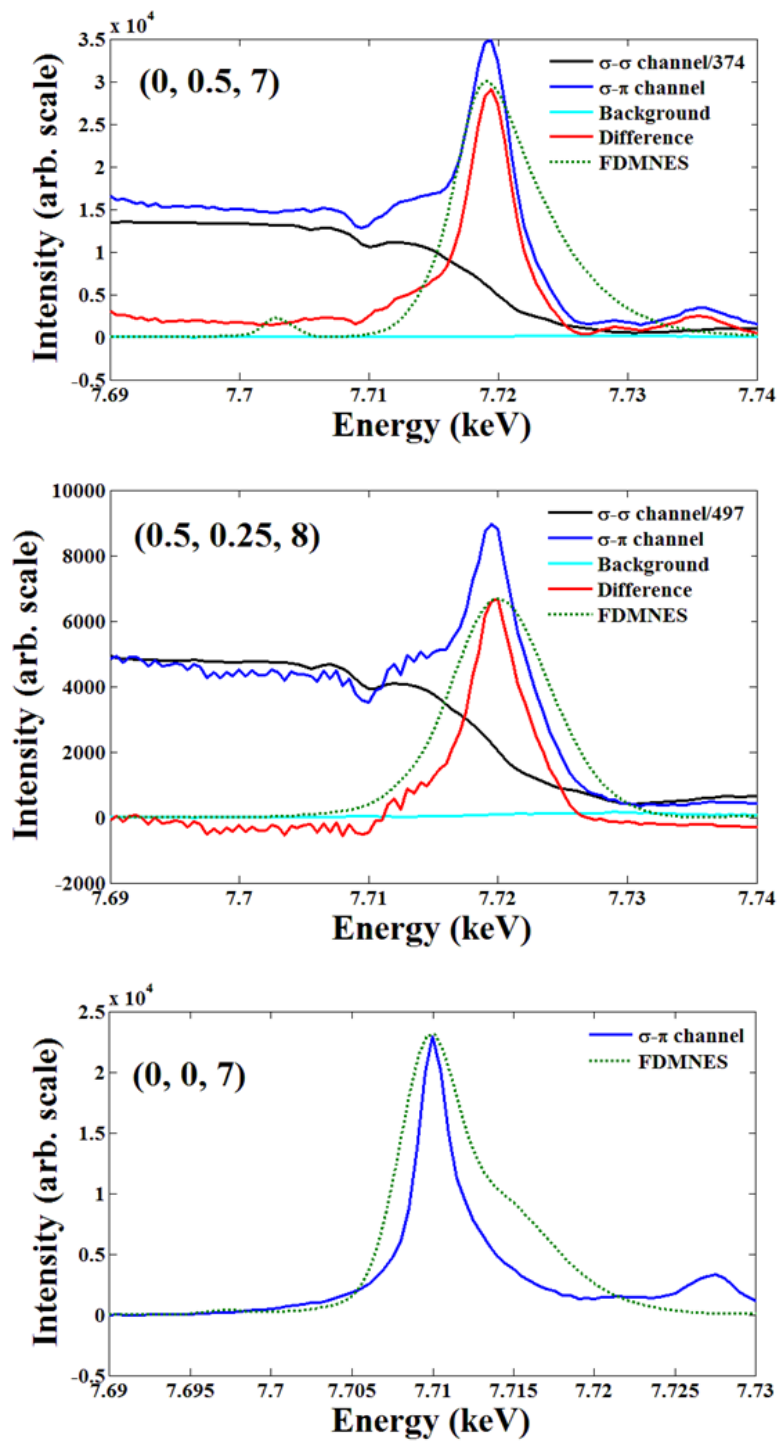 x 10⁴
3.5
3
2.5
2
1.5
1
0.5
0
-0.5
Intensity (arb. scale)
(0, 0.5, 7)
σ-σ channel/374
σ-π channel
Background
Difference
FDMNES
7.69 7.7 7.71 7.72 7.73 7.74
Energy (keV)
10000
8000
6000
4000
2000
0
-2000
Intensity (arb. scale)
(0.5, 0.25, 8)
σ-σ channel/497
σ-π channel
Background
Difference
FDMNES
7.69 7.7 7.71 7.72 7.73 7.74
Energy (keV)
x 10⁴
2.5
2
1.5
1
0.5
0
-0.5
Intensity (arb. scale)
(0, 0, 7)
σ-π channel
FDMNES
7.69 7.695 7.7 7.705 7.71 7.715 7.72 7.725 7.73
Energy (keV)